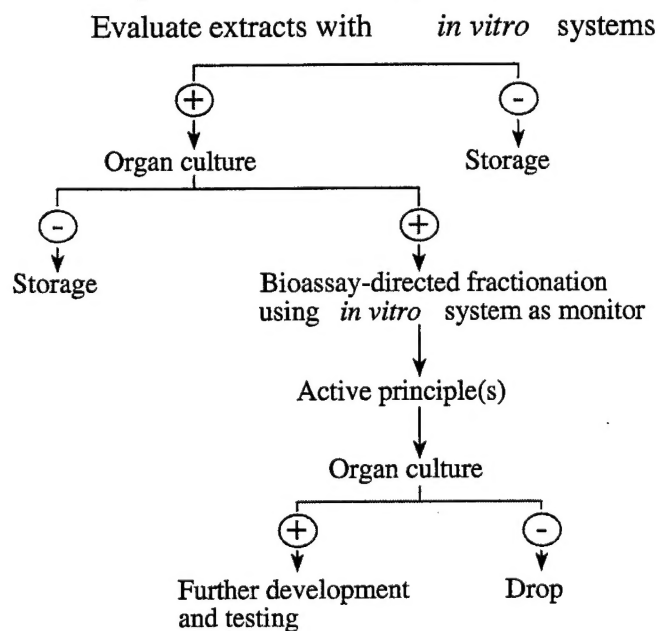 Evaluate extracts with in vitro systems
+
-
Organ culture
Storage
-
+
Storage
Bioassay-directed fractionation
using in vitro system as monitor
Active principle(s)
Organ culture
+
-
Further development
and testing
Drop